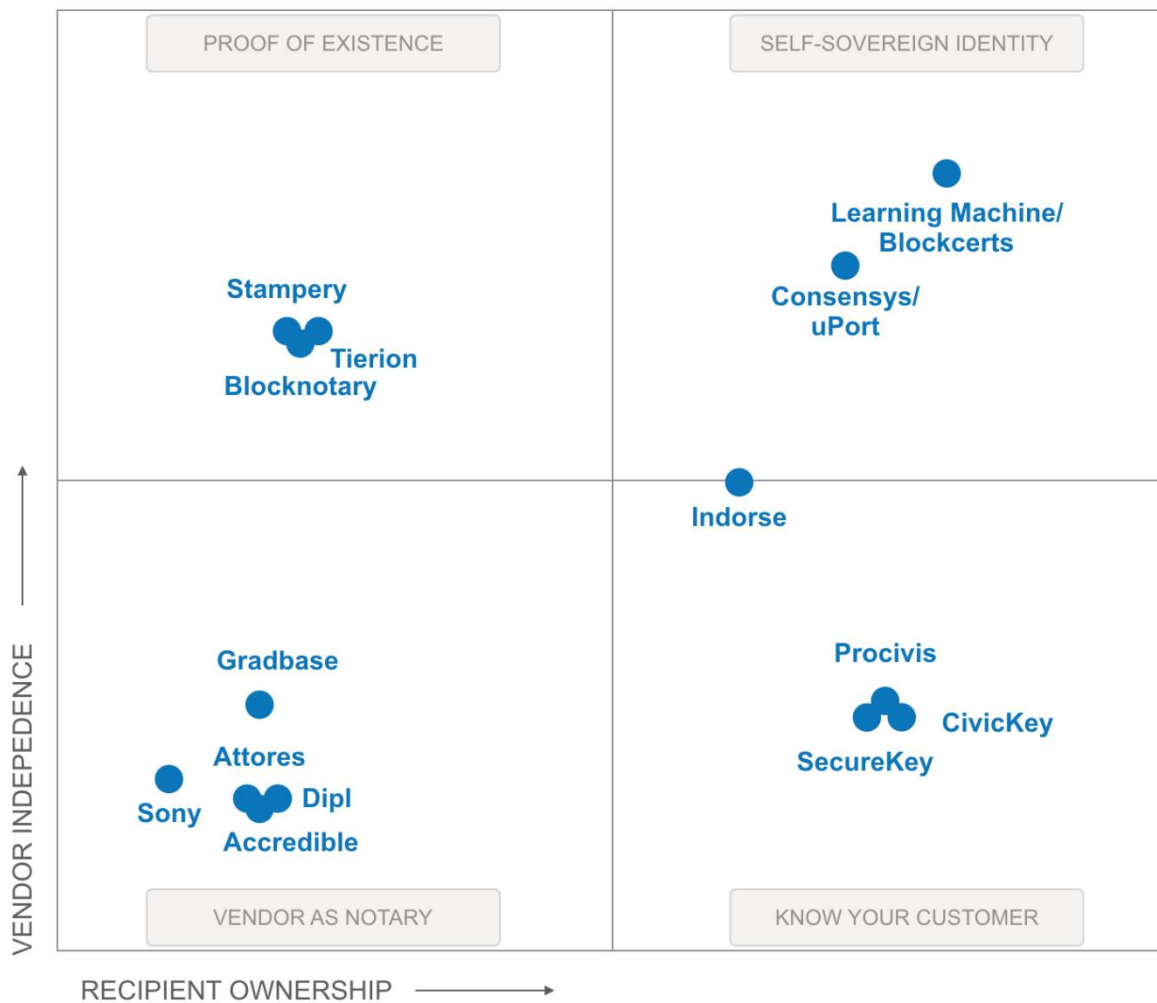 PROOF OF EXISTENCE
SELF-SOVEREIGN IDENTITY
Learning Machine/
Blockcerts
Consensys/
uPort
Stampery
Tierion
Blocknotary
Indorse
Gradbase
Attores
Sony
Dipl
Accredible
Procivis
CivicKey
SecureKey
VENDOR AS NOTARY
KNOW YOUR CUSTOMER
VENDOR INDEPEDENCE
RECIPIENT OWNERSHIP